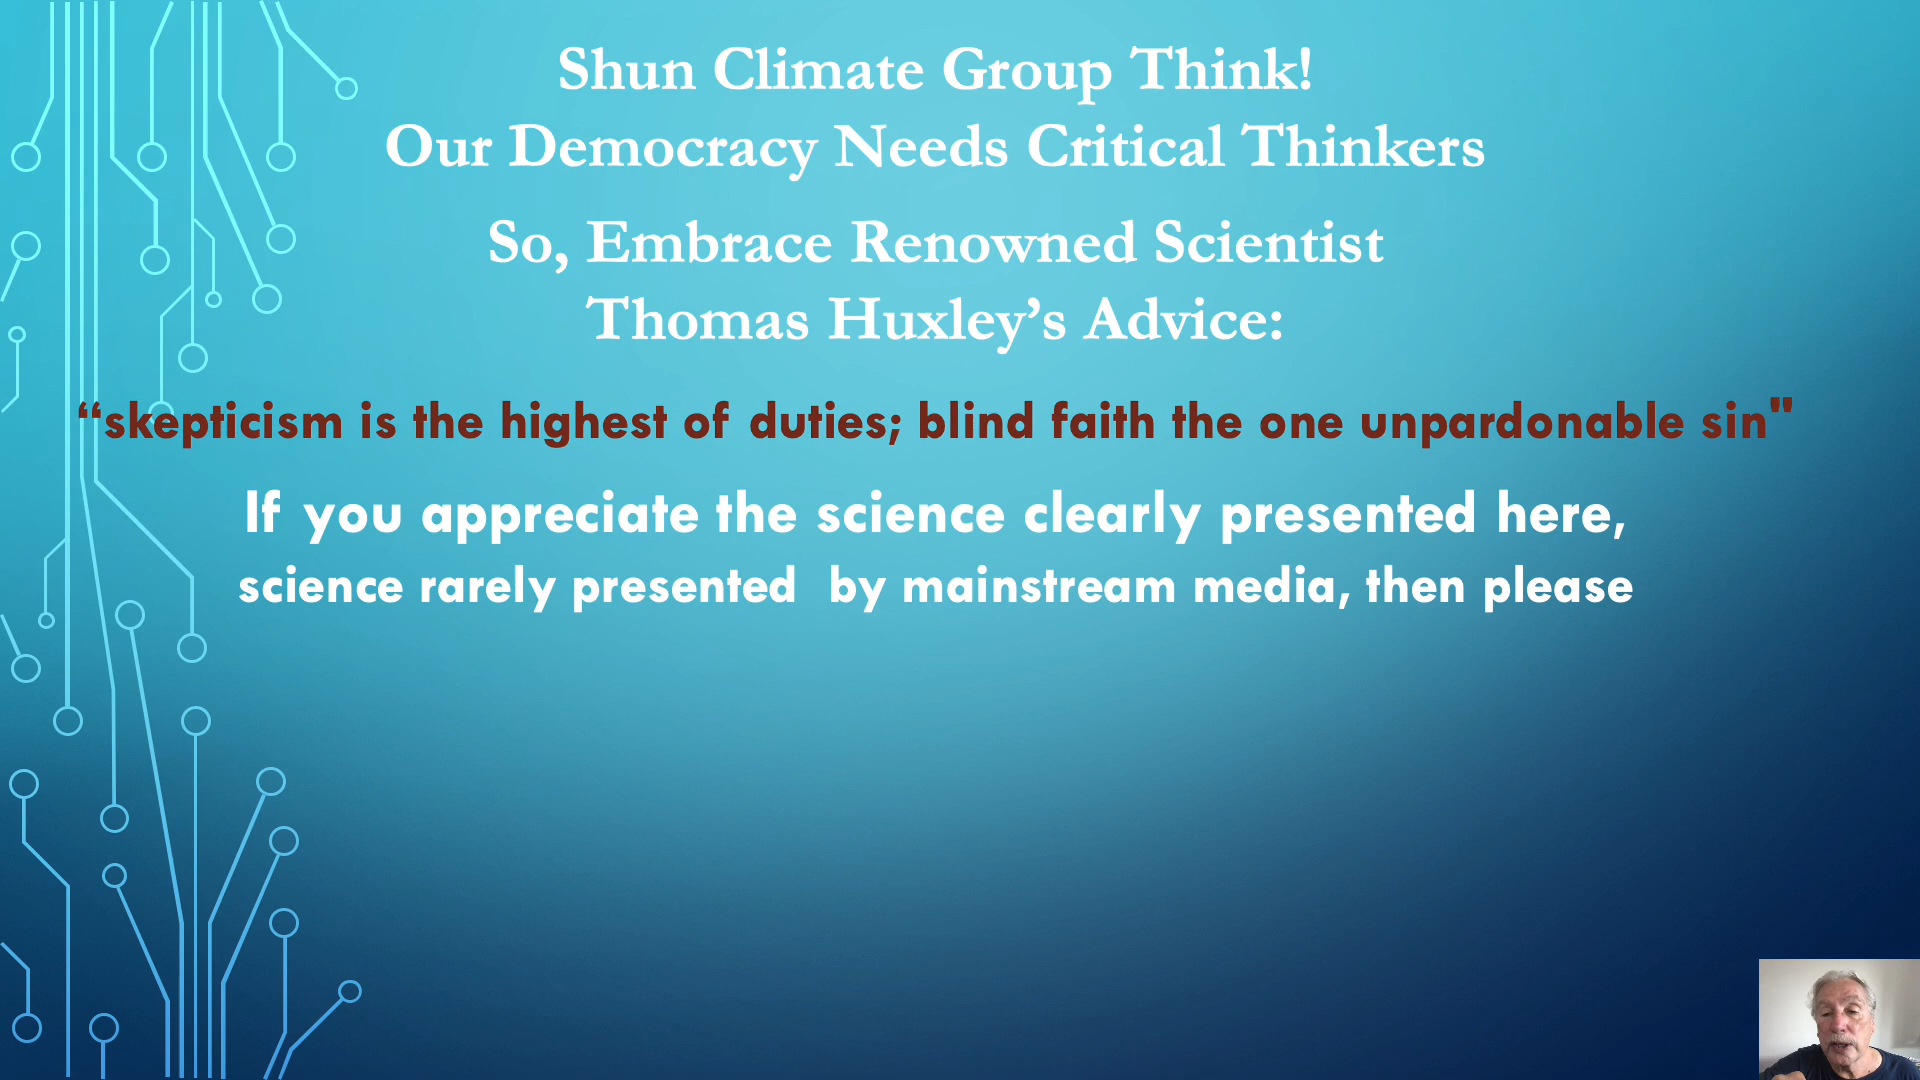 Shun Climate Group Think!
Our Democracy Needs Critical Thinkers
So, Embrace Renowned Scientist
Thomas Huxley’s Advice:
“skepticism is the highest of duties; blind faith the one unpardonable sin"
If you appreciate the science clearly presented here,
science rarely presented by mainstream media, then please